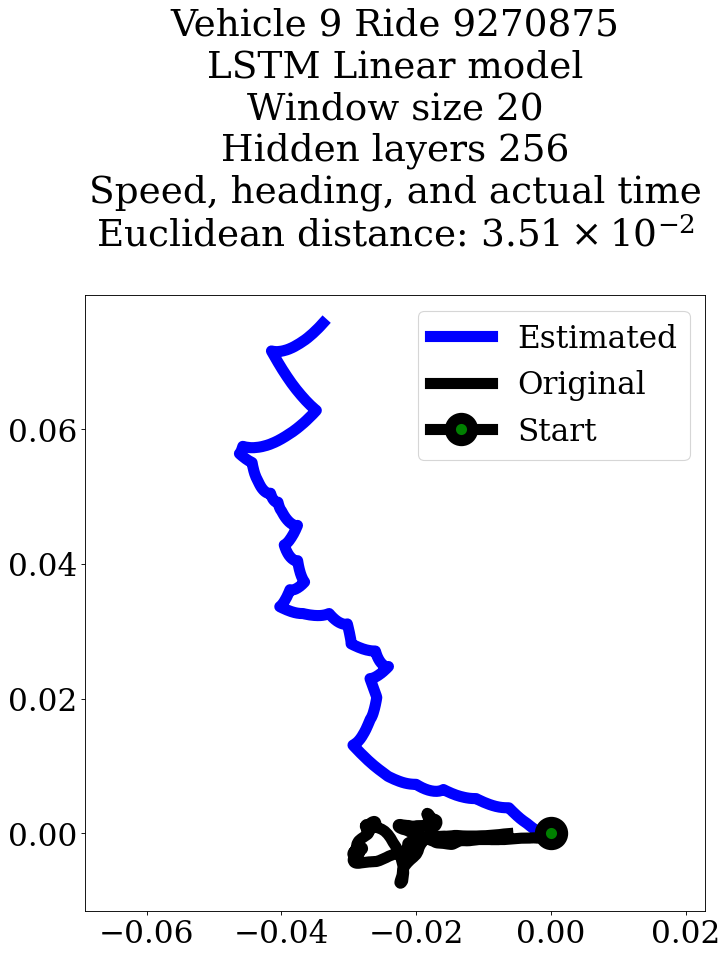 Vehicle 9 Ride 9270875
LSTM Linear model
Window size 20
Hidden layers 256
Speed, heading, and actual time
Euclidean distance: 3.51 × 10⁻²
Estimated
Original
Start
0.06
0.04
0.02
0.00
−0.06 −0.04 −0.02 0.00 0.02